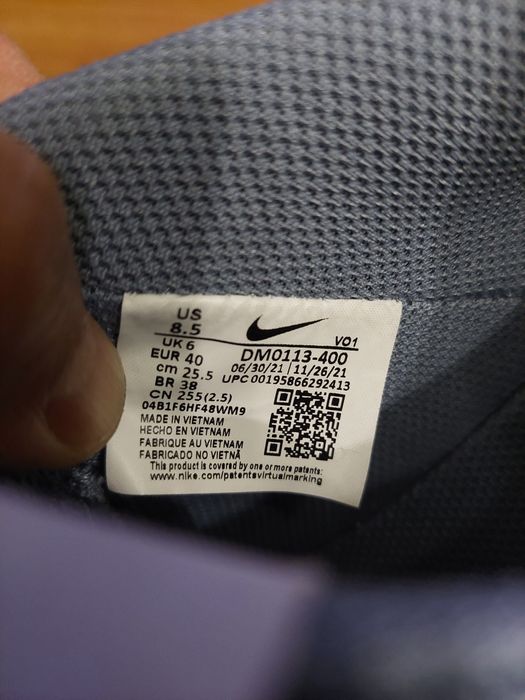 US
8.5
UK 6
EUR 40
cm 25.5
BR 38
CN 255(2.5)
VO1
DM0113-400
06/30/21 | 11/26/21
UPC 00195866292413
04B1F6HF48WM9
MADE IN VIETNAM
HECHO EN VIETNAM
FABRIQUE AU VIETNAM
FABRICADO NO VIETNÃ
This product is covered by one or more patents:
www.nike.com/patentsvirtualmarking